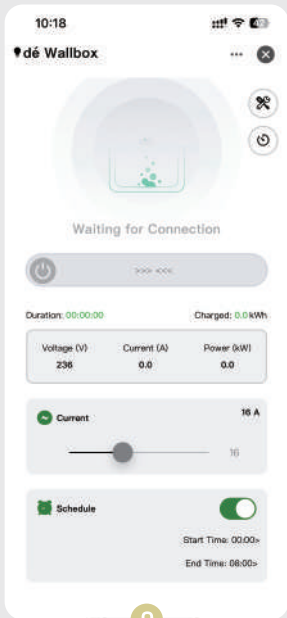 10:18
dé Wallbox
Waiting for Connection
>>> <<<
Duration: 00:00:00 Charged: 0.0 kWh
Voltage (V) Current (A) Power (kW)
236 0.0 0.0
Current 16 A
16
Schedule
Start Time: 00:00>
End Time: 08:00>